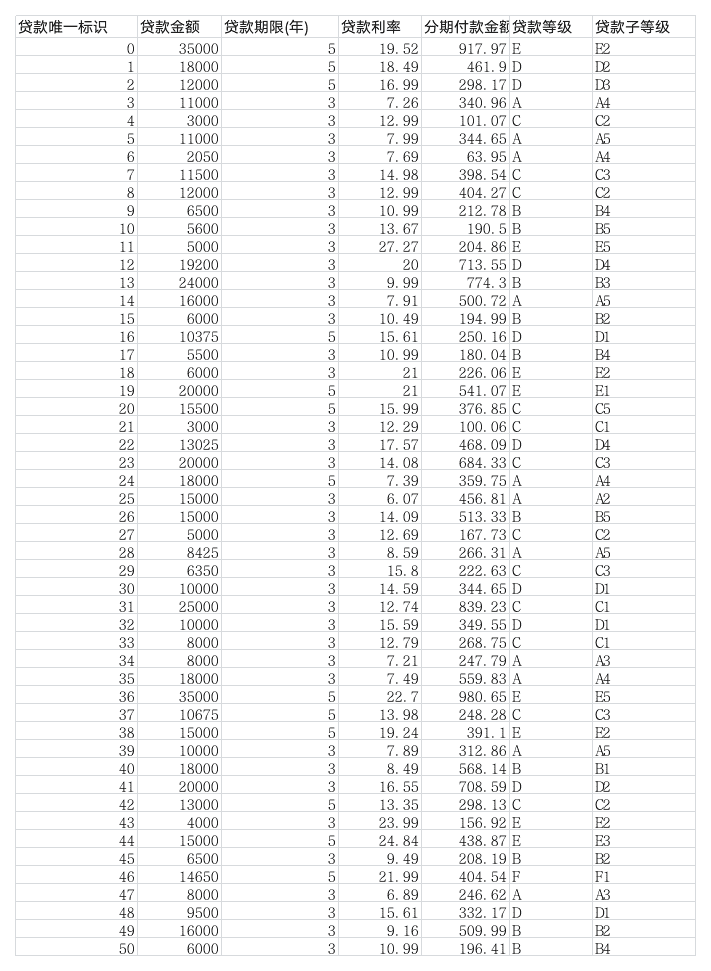 贷款唯一标识 贷款金额 贷款期限(年) 贷款利率 分期付款金额 贷款等级 贷款子等级
0 35000 5 19.52 917.97 E E2
1 18000 5 18.49 461.9 D D2
2 12000 5 16.99 298.17 D D3
3 11000 3 7.26 340.96 A A4
4 3000 3 12.99 101.07 C C2
5 11000 3 7.99 344.65 A A5
6 2050 3 7.69 63.95 A A4
7 11500 3 14.98 398.54 C C3
8 12000 3 12.99 404.27 C C2
9 6500 3 10.99 212.78 B B4
10 5600 3 13.67 190.5 B B5
11 5000 3 27.27 204.86 E E5
12 19200 3 20 713.55 D D4
13 24000 3 9.99 774.3 B B3
14 16000 3 7.91 500.72 A A5
15 6000 3 10.49 194.99 B B2
16 10375 5 15.61 250.16 D D1
17 5500 3 10.99 180.04 B B4
18 6000 3 21 226.06 E E2
19 20000 5 21 541.07 E E1
20 15500 5 15.99 376.85 C C5
21 3000 3 12.29 100.06 C C1
22 13025 3 17.57 468.09 D D4
23 20000 3 14.08 684.33 C C3
24 18000 5 7.39 359.75 A A4
25 15000 3 6.07 456.81 A A2
26 15000 3 14.09 513.33 B B5
27 5000 3 12.69 167.73 C C2
28 8425 3 8.59 266.31 A A5
29 6350 3 15.8 222.63 C C3
30 10000 3 14.59 344.65 D D1
31 25000 3 12.74 839.23 C C1
32 10000 3 15.59 349.55 D D1
33 8000 3 12.79 268.75 C C1
34 8000 3 7.21 247.79 A A3
35 18000 3 7.49 559.83 A A4
36 35000 5 22.7 980.65 E E5
37 10675 5 13.98 248.28 C C3
38 15000 5 19.24 391.1 E E2
39 10000 3 7.89 312.86 A A5
40 18000 3 8.49 568.14 B B1
41 20000 3 16.55 708.59 D D2
42 13000 5 13.35 298.13 C C2
43 4000 3 23.99 156.92 E E2
44 15000 5 24.84 438.87 E E3
45 6500 3 9.49 208.19 B B2
46 14650 5 21.99 404.54 F F1
47 8000 3 6.89 246.62 A A3
48 9500 3 15.61 332.17 D D1
49 16000 3 9.16 509.99 B B2
50 6000 3 10.99 196.41 B B4